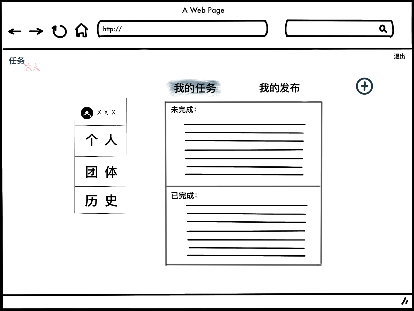 A Web Page
http://
任务
退出
我的任务
我的发布
X X X
个 人
团 体
历 史
未完成：
已完成：